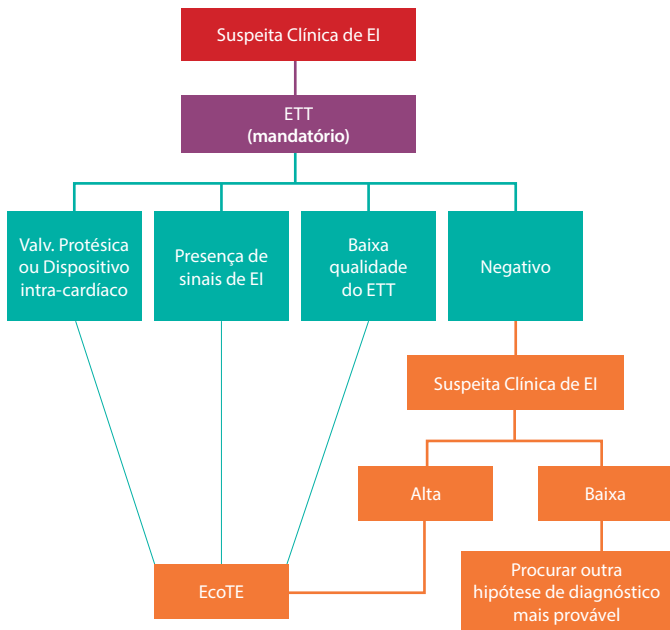 Suspeita Clínica de EI
ETT
(mandatório)
Valv. Protésica
ou Dispositivo
intra-cardíaco
Presença de
sinais de EI
Baixa
qualidade
do ETT
Negativo
Suspeita Clínica de EI
Alta
Baixa
EcoTE
Procurar outra
hipótese de diagnóstico
mais provável